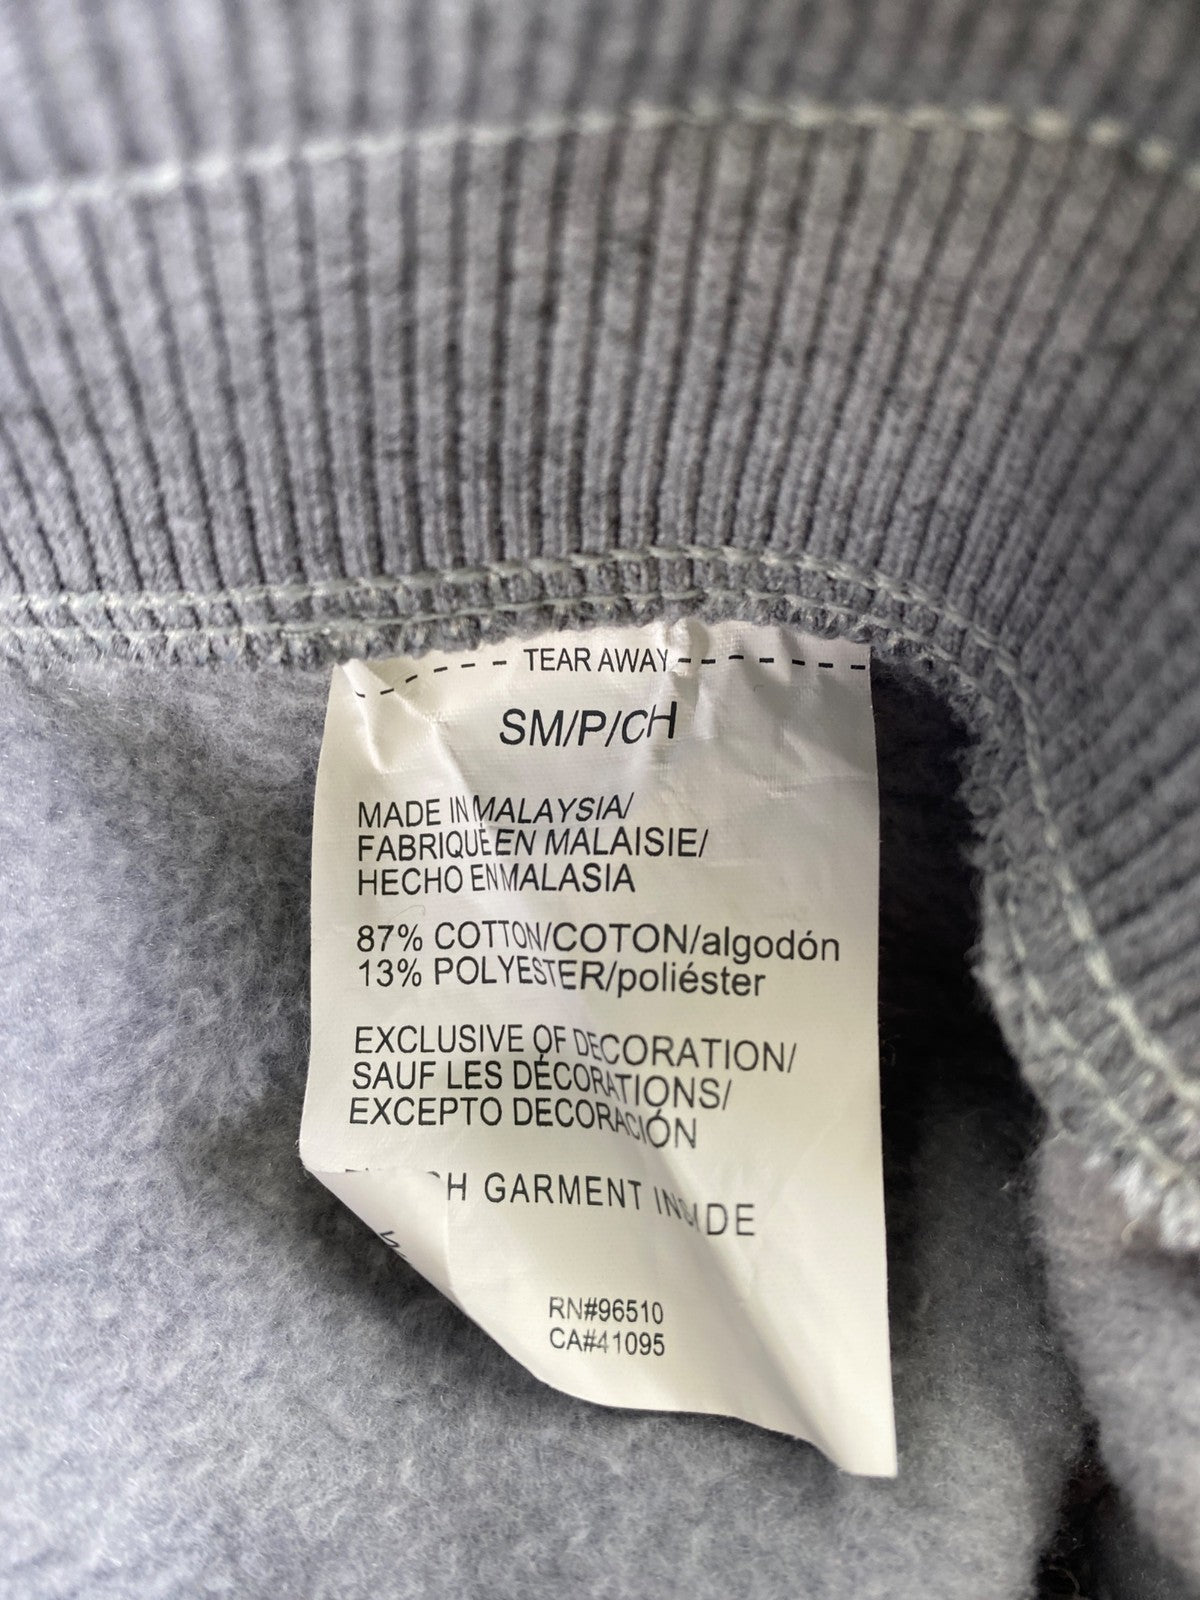 TEAR AWAY
SM/P/CH
MADE IN MALAYSIA/
FABRIQUÉ EN MALAISIE/
HECHO EN MALASIA
87% COTTON/COTON/algodón
13% POLYESTER/poliéster
EXCLUSIVE OF DECORATION/
SAUF LES DÉCORATIONS/
EXCEPTO DECORACIÓN
GARMENT INSIDE
RN#96510
CA#41095